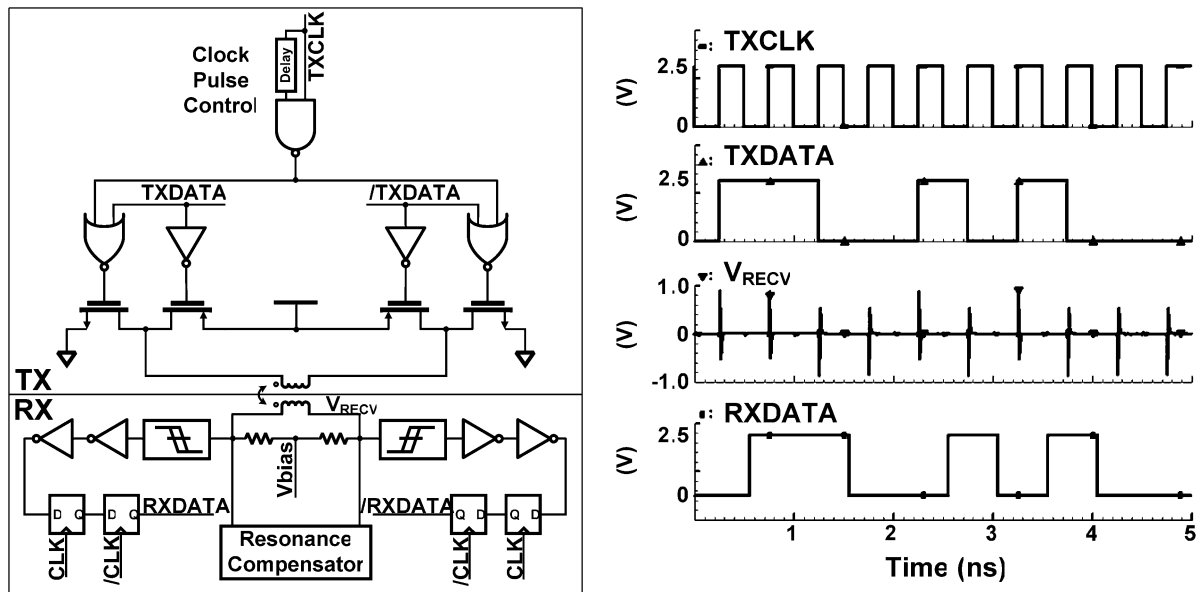 TXCLK
Delay
Clock
Pulse
Control
TXDATA
/TXDATA
TX
RX
VRECV
Vbias
D Q
D Q
RXDATA
/RXDATA
Q D
Q D
CLK
/CLK
/CLK
CLK
Resonance
Compensator
TXCLK
2.5
(V)
0
TXDATA
2.5
(V)
0
VRECV
1.0
(V)
0
-1.0
RXDATA
2.5
(V)
0
1 2 3 4 5
Time (ns)